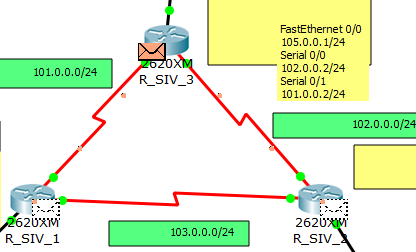 FastEthernet 0/0
105.0.0.1/24
Serial 0/0
102.0.0.2/24
Serial 0/1
101.0.0.2/24
2620XM
R_SIV_3
101.0.0.0/24
102.0.0.0/24
2620XM
R_SIV_1
2620XM
R_SIV_2
103.0.0.0/24